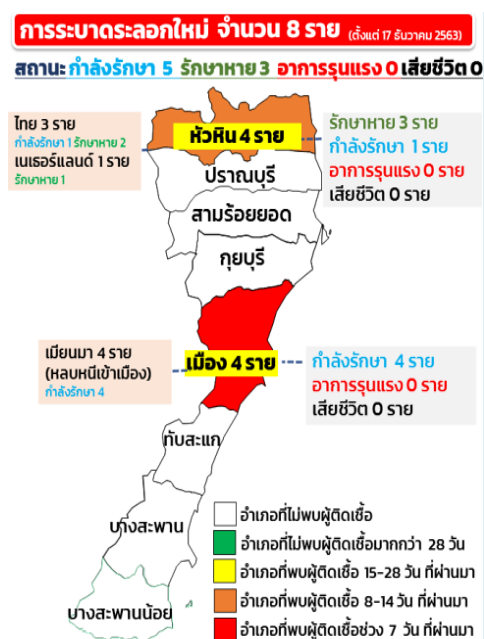 การระบาดระลอกใหม่ จำนวน 8 ราย (ตั้งแต่ 17 ธันวาคม 2563)
สถานะ กำลังรักษา 5 รักษาหาย 3 อาการรุนแรง 0 เสียชีวิต 0
ไทย 3 ราย
กำลังรักษา 1 รักษาหาย 2
เนเธอร์แลนด์ 1 ราย
รักษาหาย 1
หัวหิน 4 ราย
รักษาหาย 3 ราย
กำลังรักษา 1 ราย
อาการรุนแรง 0 ราย
เสียชีวิต 0 ราย
ปราณบุรี
สามร้อยยอด
กุยบุรี
เมียนมา 4 ราย
(หลบหนีเข้าเมือง)
กำลังรักษา 4
เมือง 4 ราย
กำลังรักษา 4 ราย
อาการรุนแรง 0 ราย
เสียชีวิต 0 ราย
ทับสะแก
บางสะพาน
บางสะพานน้อย
อำเภอที่ไม่พบผู้ติดเชื้อ
อำเภอที่ไม่พบผู้ติดเชื้อมากกว่า 28 วัน
อำเภอที่พบผู้ติดเชื้อ 15-28 วัน ที่ผ่านมา
อำเภอที่พบผู้ติดเชื้อ 8-14 วัน ที่ผ่านมา
อำเภอที่พบผู้ติดเชื้อช่วง 7 วัน ที่ผ่านมา